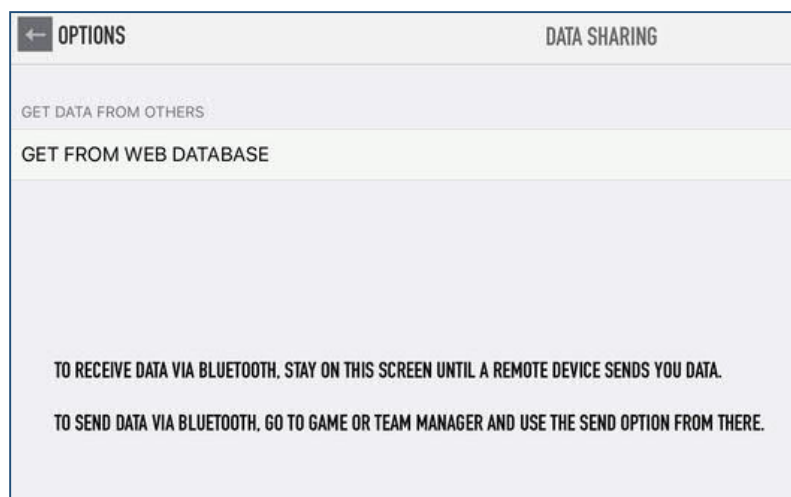 OPTIONS
DATA SHARING
GET DATA FROM OTHERS
GET FROM WEB DATABASE
TO RECEIVE DATA VIA BLUETOOTH, STAY ON THIS SCREEN UNTIL A REMOTE DEVICE SENDS YOU DATA.
TO SEND DATA VIA BLUETOOTH, GO TO GAME OR TEAM MANAGER AND USE THE SEND OPTION FROM THERE.